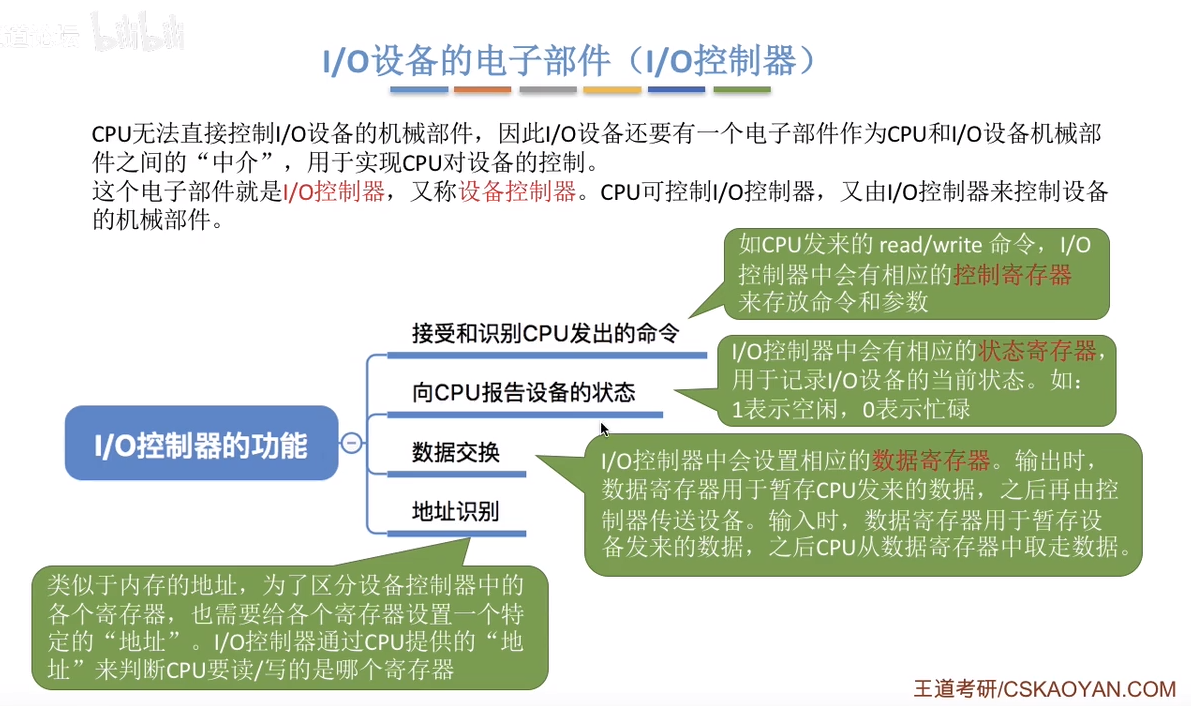 bilibili
I/O设备的电子部件（I/O控制器）
CPU无法直接控制I/O设备的机械部件，因此I/O设备还要有一个电子部件作为CPU和I/O设备机械部
件之间的“中介”，用于实现CPU对设备的控制。
这个电子部件就是I/O控制器，又称设备控制器。CPU可控制I/O控制器，又由I/O控制器来控制设备
的机械部件。
如CPU发来的 read/write 命令，I/O
控制器中会有相应的控制寄存器
来存放命令和参数
接受和识别CPU发出的命令
I/O控制器中会有相应的状态寄存器，
用于记录I/O设备的当前状态。如：
1表示空闲，0表示忙碌
向CPU报告设备的状态
I/O控制器的功能
数据交换
I/O控制器中会设置相应的数据寄存器。输出时，
数据寄存器用于暂存CPU发来的数据，之后再由控
制器传送设备。输入时，数据寄存器用于暂存设
备发来的数据，之后CPU从数据寄存器中取走数据。
地址识别
类似于内存的地址，为了区分设备控制器中的
各个寄存器，也需要给各个寄存器设置一个特
定的“地址”。I/O控制器通过CPU提供的“地
址”来判断CPU要读/写的是哪个寄存器
王道考研/CSKAOYAN.COM